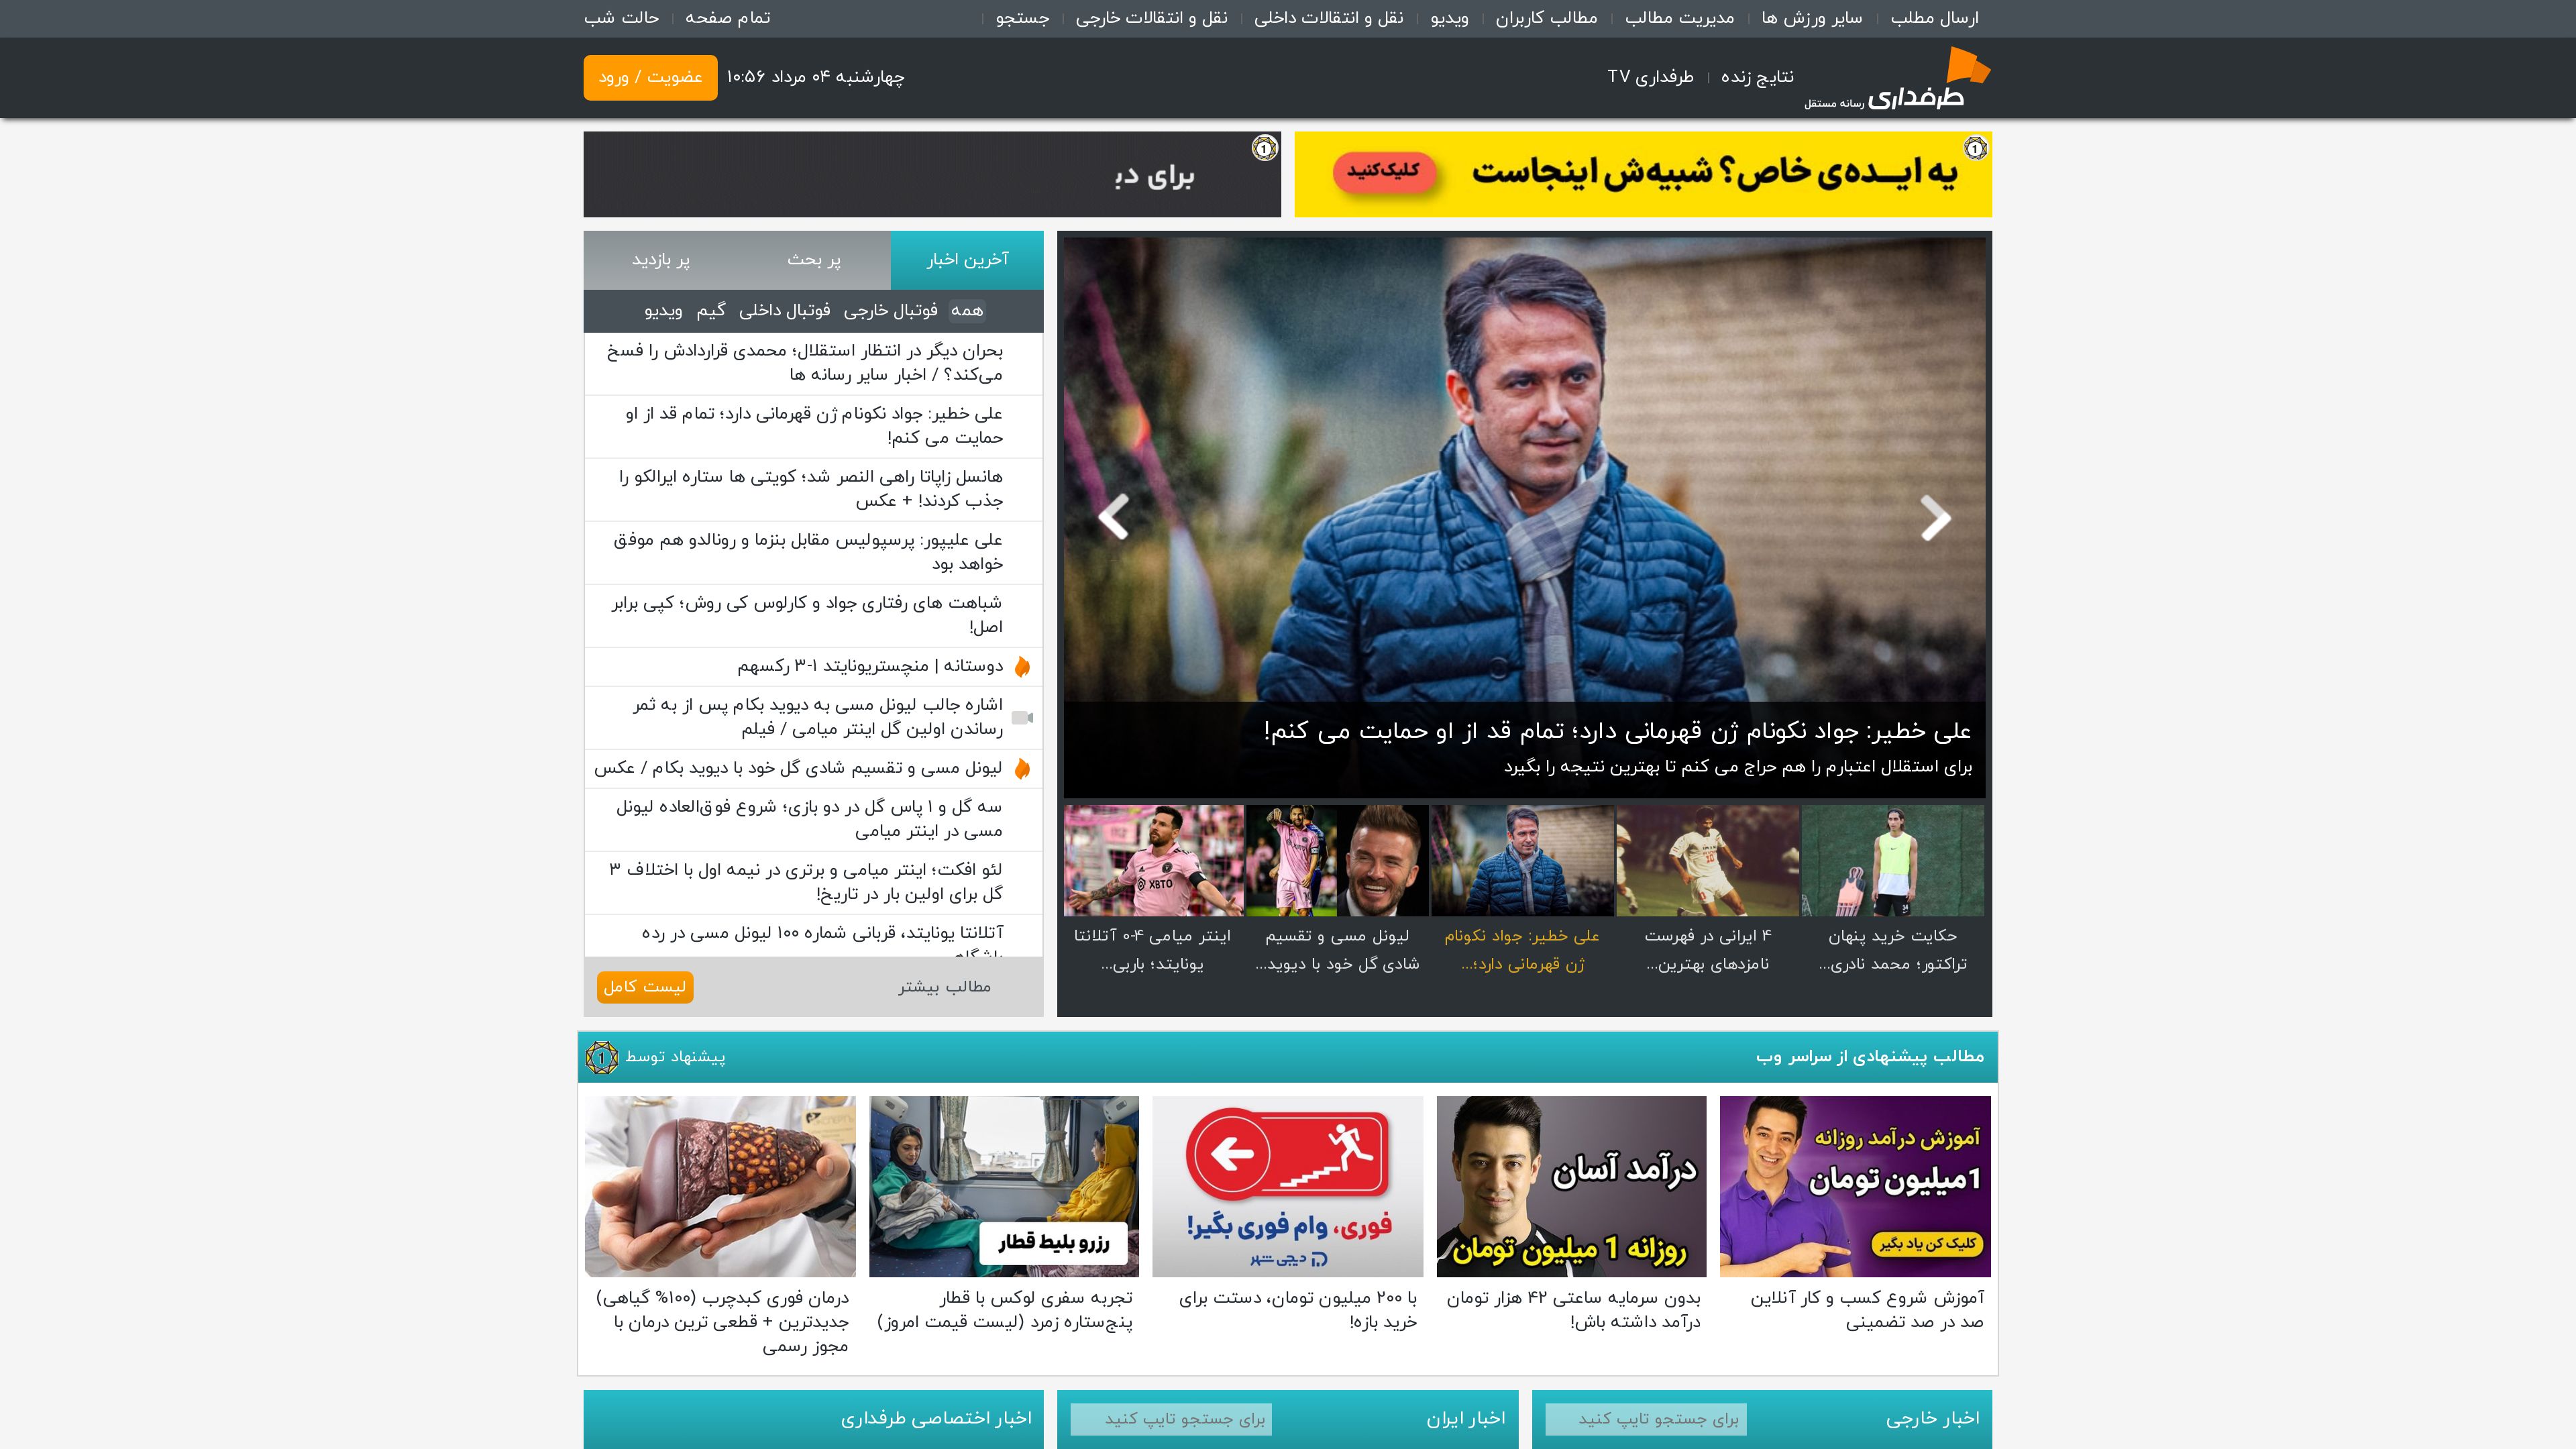 ارسال مطلب
سایر ورزش ها
مدیریت مطالب
مطالب کاربران
ویدیو
نقل و انتقالات داخلی
نقل و انتقالات خارجی
جستجو
تمام صفحه
حالت شب
طرفداری رسانه مستقل
نتایج زنده
طرفداری TV
چهارشنبه ۰۴ مرداد ۱۰:۵۶
عضویت / ورود
یه ایده‌ی خاص؟ شبیه‌ش اینجاست
کلیک‌کنید
برای دی
علی خطیر: جواد نکونام ژن قهرمانی دارد؛ تمام قد از او حمایت می کنم!
برای استقلال اعتبارم را هم حراج می کنم تا بهترین نتیجه را بگیرد
XBTO
حکایت خرید پنهان
تراکتور؛ محمد نادری...
۴ ایرانی در فهرست
نامزدهای بهترین...
علی خطیر: جواد نکونام
ژن قهرمانی دارد؛...
لیونل مسی و تقسیم
شادی گل خود با دیوید...
اینتر میامی ۴-۰ آتلانتا
یونایتد؛ باربی...
آخرین اخبار
پر بحث
پر بازدید
همه
فوتبال خارجی
فوتبال داخلی
گیم
ویدیو
بحران دیگر در انتظار استقلال؛ محمدی قراردادش را فسخ
می‌کند؟ / اخبار سایر رسانه ها
علی خطیر: جواد نکونام ژن قهرمانی دارد؛ تمام قد از او
حمایت می کنم!
هانسل زاپاتا راهی النصر شد؛ کویتی ها ستاره ایرالکو را
جذب کردند! + عکس
علی علیپور: پرسپولیس مقابل بنزما و رونالدو هم موفق
خواهد بود
شباهت های رفتاری جواد و کارلوس کی روش؛ کپی برابر
اصل!
دوستانه | منچستریونایتد ۱-۳ رکسهم
اشاره جالب لیونل مسی به دیوید بکام پس از به ثمر
رساندن اولین گل اینتر میامی / فیلم
لیونل مسی و تقسیم شادی گل خود با دیوید بکام / عکس
سه گل و ۱ پاس گل در دو بازی؛ شروع فوق‌العاده لیونل
مسی در اینتر میامی
لئو افکت؛ اینتر میامی و برتری در نیمه اول با اختلاف ۳
گل برای اولین بار در تاریخ!
آتلانتا یونایتد، قربانی شماره ۱۰۰ لیونل مسی در رده
مطالب بیشتر
لیست کامل
مطالب پیشنهادی از سراسر وب
پیشنهاد توسط
آموزش درآمد روزانه
1میلیون تومان
کلیک کن یاد بگیر
آموزش شروع کسب و کار آنلاین
صد در صد تضمینی
درآمد آسان
روزانه 1 میلیون تومان
بدون سرمایه ساعتی ۴۲ هزار تومان
درآمد داشته باش!
فوری، وام فوری بگیر!
دیجی شهر
با ۲۰۰ میلیون تومان، دستت برای
خرید بازه!
رزرو بلیط قطار
تجربه سفری لوکس با قطار
پنج‌ستاره زمرد (لیست قیمت امروز)
درمان فوری کبدچرب (۱۰۰% گیاهی)
جدیدترین + قطعی ترین درمان با
مجوز رسمی
اخبار خارجی
برای جستجو تایپ کنید
اخبار ایران
برای جستجو تایپ کنید
اخبار اختصاصی طرفداری